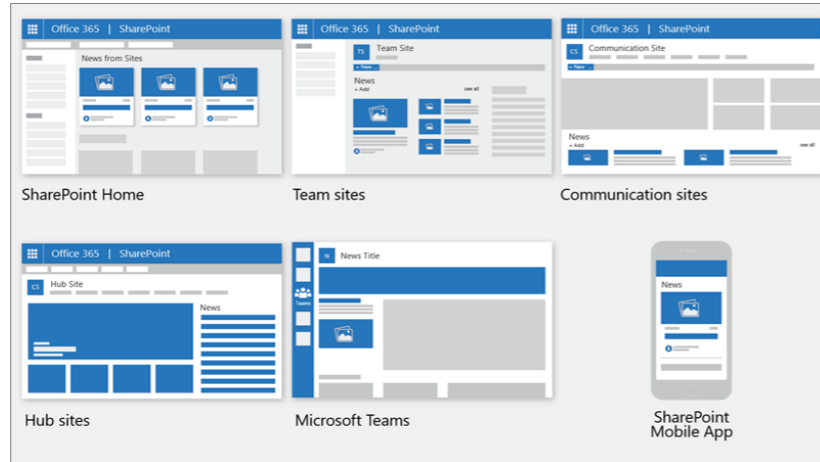 Office 365 | SharePoint
News from Sites
SharePoint Home
Office 365 | SharePoint
TS Team Site
+ New ...
News
+ Add see all
Team sites
Office 365 | SharePoint
CS Communication Site
+ New ...
News
+ Add see all
Communication sites
Office 365 | SharePoint
CS Hub Site
News
Hub sites
N News Title
Teams
Microsoft Teams
News
SharePoint
Mobile App